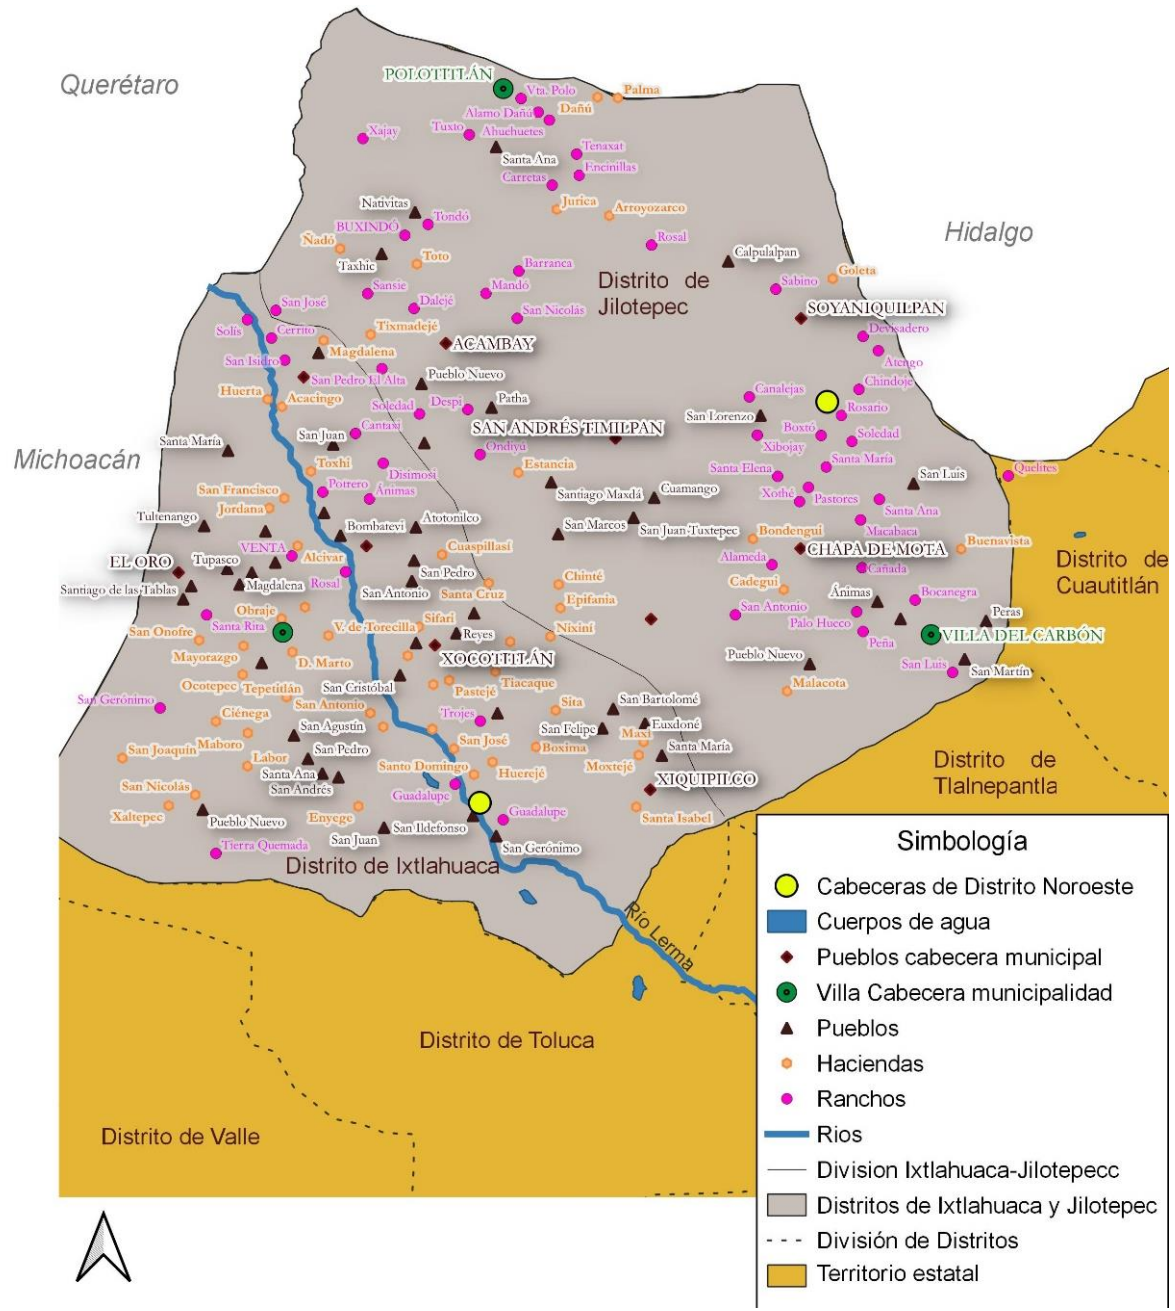 Querétaro
POLOTITLÁN
Vta. Polo
Palma
Dañú
Alamo Dañú
Xajay
Tuxto
Ahuehuetes
Tenaxat
Santa Ana
Encinillas
Carretas
Nativitas
Jurica
Arroyozarco
Tondó
BUXINDÓ
Rosal
Hidalgo
Ñadó
Taxhic
Toto
Calpulalpan
Barranca
Distrito de
Jilotepec
Goleta
Sansie
Mandó
Sabino
San José
Dalejé
San Nicolás
SOYANIQUILPAN
Solís
Cerrito
Tixmadejé
Devisadero
Magdalena
ACAMBAY
Atengo
San Isidro
San Pedro El Alta
Pueblo Nuevo
Chindoje
Huerta
Acacingo
Canalejas
Soledad
Despi
Patha
San Lorenzo
Rosario
Cantaxi
SAN ANDRÉS TIMILPAN
Boxtó
Soledad
Santa María
San Juan
Ondiyú
Xibojay
Michoacán
Toxhi
Disimosi
Estancia
Santa Elena
Santa María
San Luis
Quelites
San Francisco
Potrero
Ánimas
Santiago Maxdá
Cuamango
Xothé
Pastores
Santa Ana
Jordana
Tultenango
Bombatevi
Atotonilco
San Marcos
San Juan-Tuxtepec
Bondengui
Macabaca
VENTA
Alcivar
Cuaspillasí
CHAPA DE MOTA
Buenavista
EL ORO
Tupasco
Alameda
Distrito de
Cuautitlán
Santiago de las Tablas
Magdalena
Rosal
San Pedro
San Antonio
Santa Cruz
Chinté
Cadegui
Cañada
Obraje
Epifania
Ánimas
Bocanegra
Santa Rita
V. de Torecilla
Sifari
San Antonio
Palo Hueco
Peras
San Onofre
Reyes
Nixiní
Peña
VILLA DEL CARBÓN
Mayorazgo
D. Marto
XOCOTITLÁN
Pueblo Nuevo
San Luis
San Martín
Ocotepec
Tepetitlán
San Cristóbal
Pastejé
Tiacaque
Malacota
San Gerónimo
San Antonio
Sita
San Bartolomé
Ciénega
Trojes
San Agustín
San Felipe
Euxdoné
San Joaquín
Maboro
San Pedro
San José
Boxima
Maxi
Santa María
Labor
Santa Ana
Santo Domingo
Huerejé
Moxtejé
Distrito de
Tlalnepantla
San Nicolás
San Andrés
Guadalupe
XIQUIPILCO
Xaltepec
Pueblo Nuevo
Enyege
San Ildefonso
Guadalupe
Santa Isabel
San Juan
San Gerónimo
Tierra Quemada
Distrito de Ixtlahuaca
Río Lerma
Distrito de Toluca
Distrito de Valle
Simbología
Cabeceras de Distrito Noroeste
Cuerpos de agua
Pueblos cabecera municipal
Villa Cabecera municipalidad
Pueblos
Haciendas
Ranchos
Rios
Division Ixtlahuaca-Jilotepecc
Distritos de Ixtlahuaca y Jilotepec
División de Distritos
Territorio estatal